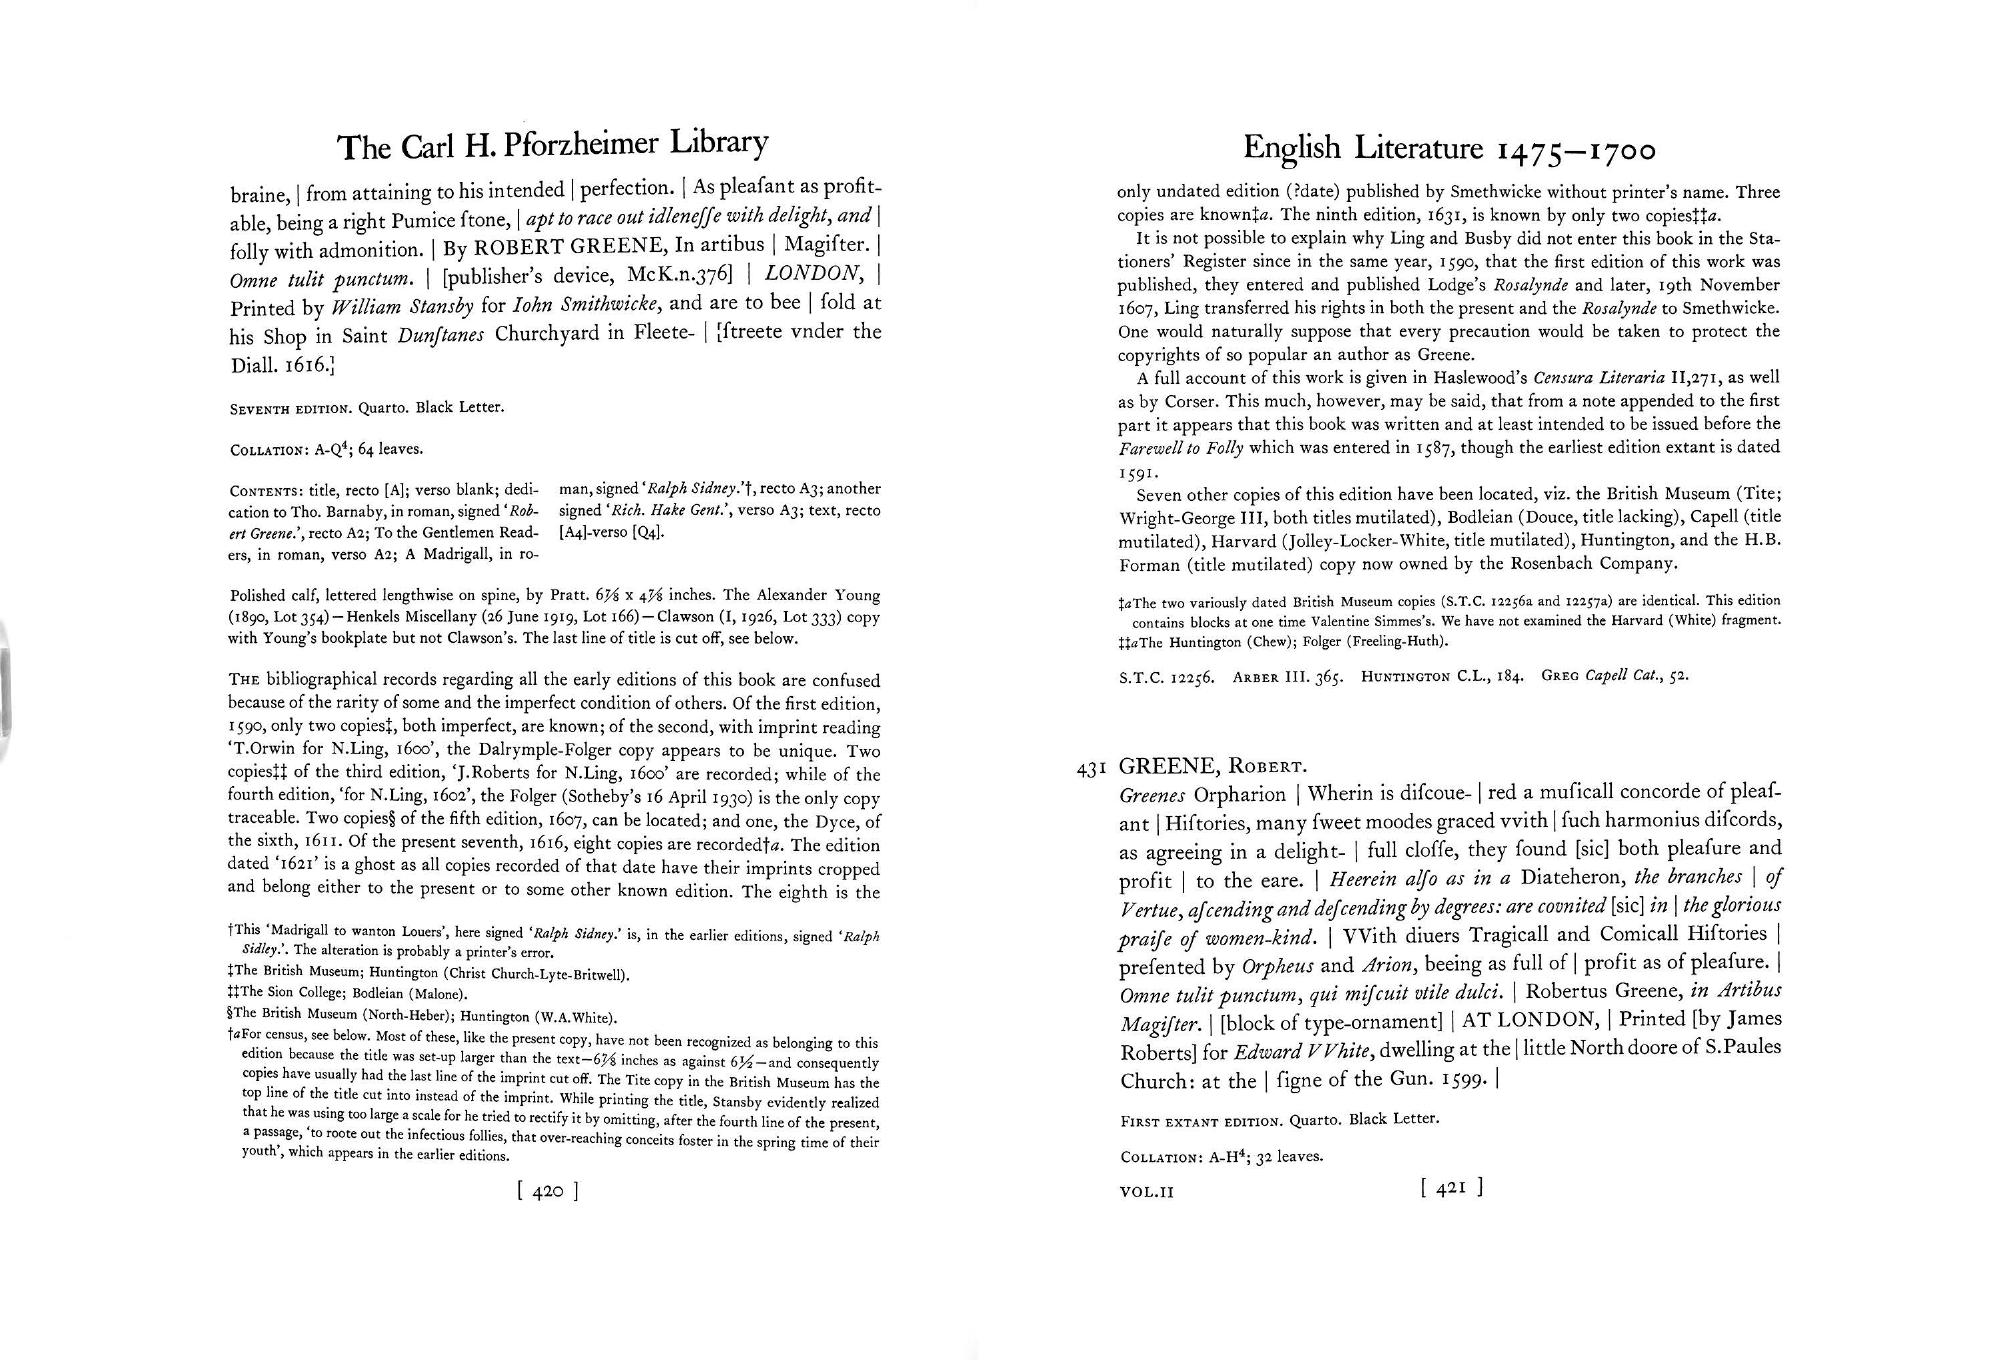 The Carl H. Pforzheimer Library
braine, | from attaining to his intended | perfection. | As pleaſant as profit-
able, being a right Pumice ſtone, | apt to race out idleneſſe with delight, and |
folly with admonition. | By ROBERT GREENE, In artibus | Magiſter. |
Omne tulit punctum. | [publisher's device, McK.n.376] | LONDON, |
Printed by William Stansby for Iohn Smithwicke, and are to bee | ſold at
his Shop in Saint Dunſtanes Churchyard in Fleete- | [ſtreete vnder the
Diall. 1616.]
SEVENTH EDITION. Quarto. Black Letter.
COLLATION: A-Q⁴; 64 leaves.
CONTENTS: title, recto [A]; verso blank; dedi-
cation to Tho. Barnaby, in roman, signed 'Rob-
ert Greene.', recto A2; To the Gentlemen Read-
ers, in roman, verso A2; A Madrigall, in ro-
man, signed 'Ralph Sidney.'†, recto A3; another
signed 'Rich. Hake Gent.', verso A3; text, recto
[A4]-verso [Q4].
Polished calf, lettered lengthwise on spine, by Pratt. 6⅞ x 4⅞ inches. The Alexander Young
(1890, Lot 354)—Henkels Miscellany (26 June 1919, Lot 166)—Clawson (I, 1926, Lot 333) copy
with Young's bookplate but not Clawson's. The last line of title is cut off, see below.
THE bibliographical records regarding all the early editions of this book are confused
because of the rarity of some and the imperfect condition of others. Of the first edition,
1590, only two copies‡, both imperfect, are known; of the second, with imprint reading
'T.Orwin for N.Ling, 1600', the Dalrymple-Folger copy appears to be unique. Two
copies‡‡ of the third edition, 'J.Roberts for N.Ling, 1600' are recorded; while of the
fourth edition, 'for N.Ling, 1602', the Folger (Sotheby's 16 April 1930) is the only copy
traceable. Two copies§ of the fifth edition, 1607, can be located; and one, the Dyce, of
the sixth, 1611. Of the present seventh, 1616, eight copies are recorded†a. The edition
dated '1621' is a ghost as all copies recorded of that date have their imprints cropped
and belong either to the present or to some other known edition. The eighth is the
†This 'Madrigall to wanton Louers', here signed 'Ralph Sidney.' is, in the earlier editions, signed 'Ralph
Sidley.'. The alteration is probably a printer's error.
‡The British Museum; Huntington (Christ Church-Lyte-Britwell).
‡‡The Sion College; Bodleian (Malone).
§The British Museum (North-Heber); Huntington (W.A.White).
†aFor census, see below. Most of these, like the present copy, have not been recognized as belonging to this
edition because the title was set-up larger than the text—6⅞ inches as against 6½—and consequently
copies have usually had the last line of the imprint cut off. The Tite copy in the British Museum has the
top line of the title cut into instead of the imprint. While printing the title, Stansby evidently realized
that he was using too large a scale for he tried to rectify it by omitting, after the fourth line of the present,
a passage, 'to roote out the infectious follies, that over-reaching conceits foster in the spring time of their
youth', which appears in the earlier editions.
[ 420 ]
English Literature 1475—1700
only undated edition (?date) published by Smethwicke without printer's name. Three
copies are known‡a. The ninth edition, 1631, is known by only two copies‡‡a.
It is not possible to explain why Ling and Busby did not enter this book in the Sta-
tioners' Register since in the same year, 1590, that the first edition of this work was
published, they entered and published Lodge's Rosalynde and later, 19th November
1607, Ling transferred his rights in both the present and the Rosalynde to Smethwicke.
One would naturally suppose that every precaution would be taken to protect the
copyrights of so popular an author as Greene.
A full account of this work is given in Haslewood's Censura Literaria II,271, as well
as by Corser. This much, however, may be said, that from a note appended to the first
part it appears that this book was written and at least intended to be issued before the
Farewell to Folly which was entered in 1587, though the earliest edition extant is dated
1591.
Seven other copies of this edition have been located, viz. the British Museum (Tite;
Wright-George III, both titles mutilated), Bodleian (Douce, title lacking), Capell (title
mutilated), Harvard (Jolley-Locker-White, title mutilated), Huntington, and the H.B.
Forman (title mutilated) copy now owned by the Rosenbach Company.
‡aThe two variously dated British Museum copies (S.T.C. 12256a and 12257a) are identical. This edition
contains blocks at one time Valentine Simmes's. We have not examined the Harvard (White) fragment.
‡‡aThe Huntington (Chew); Folger (Freeling-Huth).
S.T.C. 12256. ARBER III. 365. HUNTINGTON C.L., 184. GREG Capell Cat., 52.
431 GREENE, ROBERT.
Greenes Orpharion | Wherin is diſcoue- | red a muſicall concorde of pleaſ-
ant | Hiſtories, many ſweet moodes graced vvith | ſuch harmonius diſcords,
as agreeing in a delight- | full cloſſe, they ſound [sic] both pleaſure and
profit | to the eare. | Heerein alſo as in a Diateheron, the branches | of
Vertue, aſcending and deſcending by degrees: are covnited [sic] in | the glorious
praiſe of women-kind. | VVith diuers Tragicall and Comicall Hiſtories |
preſented by Orpheus and Arion, beeing as full of | profit as of pleaſure. |
Omne tulit punctum, qui miſcuit vtile dulci. | Robertus Greene, in Artibus
Magiſter. | [block of type-ornament] | AT LONDON, | Printed [by James
Roberts] for Edward VVhite, dwelling at the | little North doore of S.Paules
Church: at the | ſigne of the Gun. 1599. |
FIRST EXTANT EDITION. Quarto. Black Letter.
COLLATION: A-H⁴; 32 leaves.
VOL.II
[ 421 ]